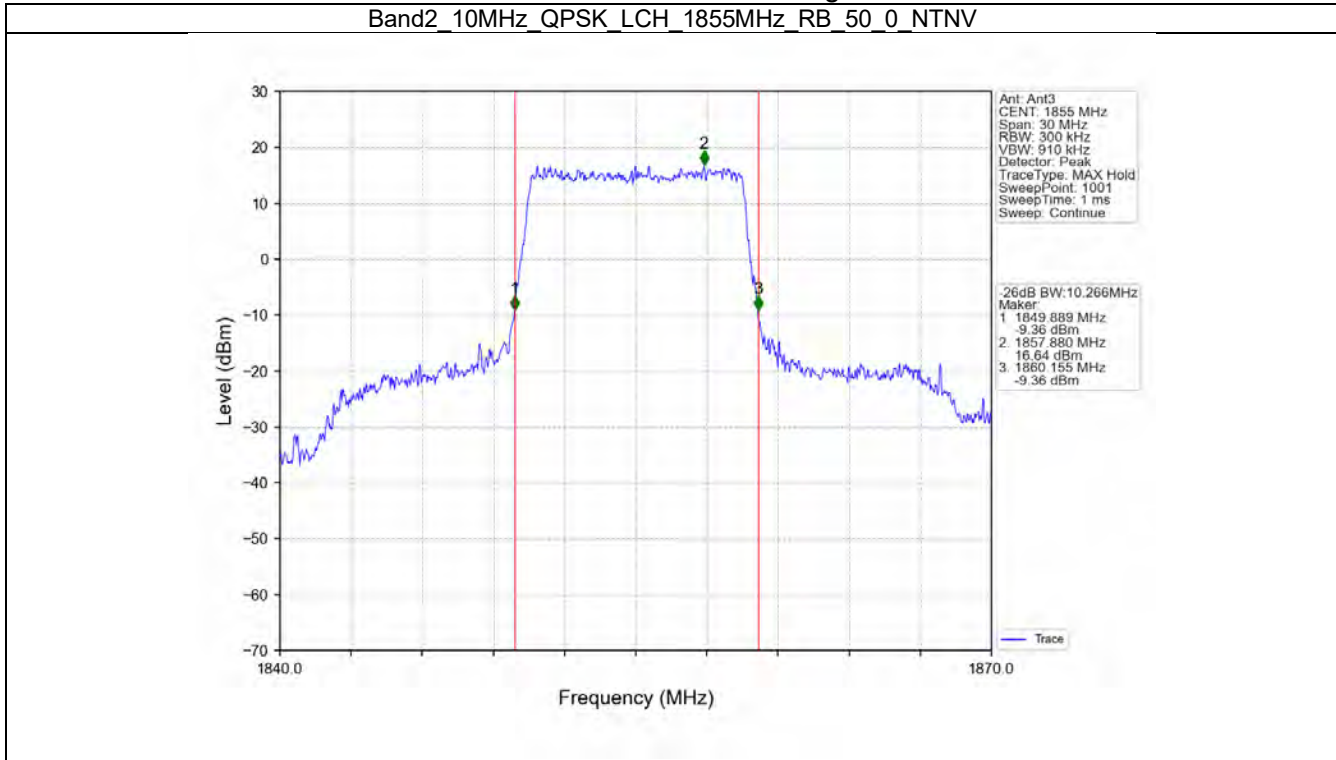 Band2_10MHz_QPSK_LCH_1855MHz_RB_50_0_NTNV
Ant: Ant3
CENT: 1855 MHz
Span: 30 MHz
RBW: 300 kHz
VBW: 910 kHz
Detector: Peak
TraceType: MAX Hold
SweepPoint: 1001
SweepTime: 1 ms
Sweep: Continue
-26dB BW:10.266MHz
Maker:
1. 1849.889 MHz
-9.36 dBm
2. 1857.880 MHz
16.64 dBm
3. 1860.155 MHz
-9.36 dBm
Trace
Level (dBm)
30
20
10
0
−10
−20
−30
−40
−50
−60
−70
1
2
3
1840.0
1870.0
Frequency (MHz)